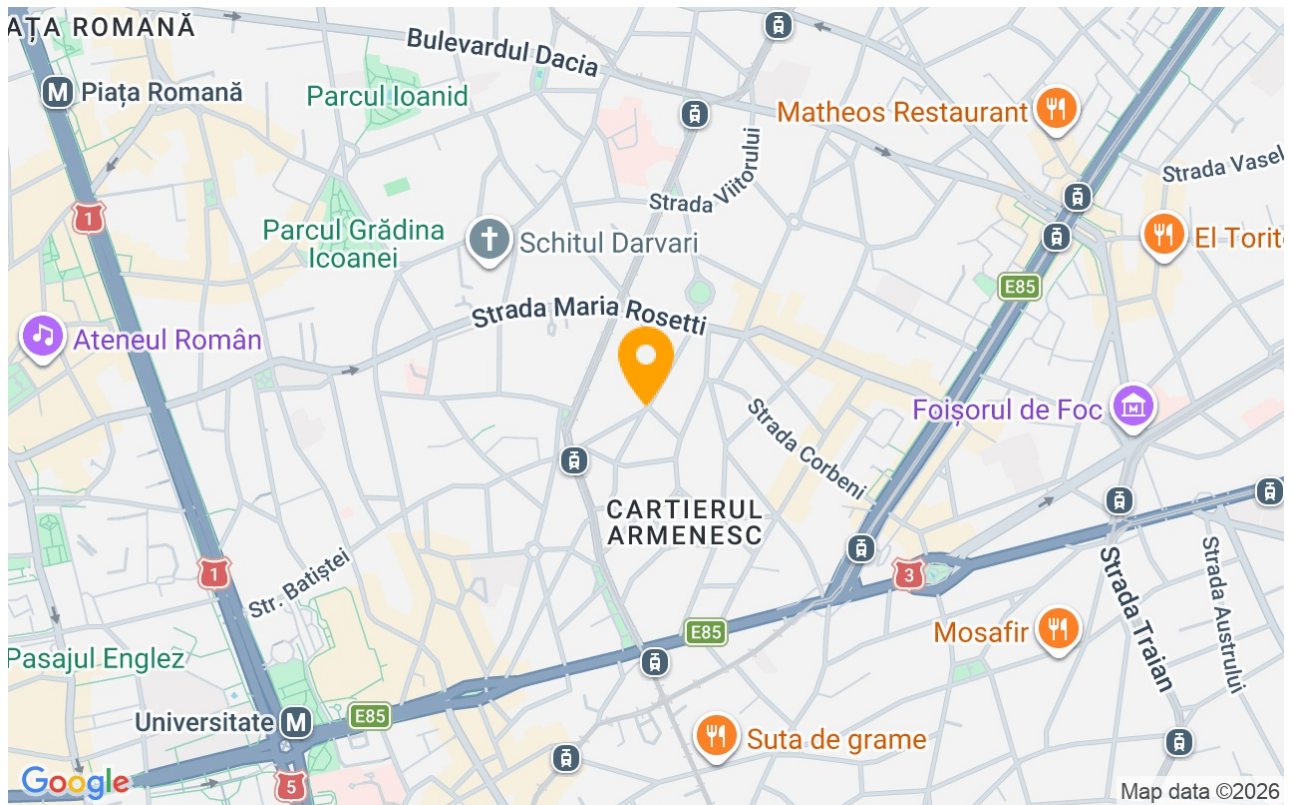 AȚA ROMANĂ
Bulevardul Dacia
M
Piața Romană
Parcul Ioanid
Matheos Restaurant
Strada Viitorului
Strada Vasel
1
Parcul Grădina
Icoanei
Schitul Darvari
El Torit
E85
Strada Maria Rosetti
Ateneul Român
Foișorul de Foc
M
Strada Corbeni
CARTIERUL
ARMENESC
1
Str. Batiștei
3
Strada Traian
Strada Austrului
E85
Mosafir
Pasajul Englez
Universitate
M
E85
Suta de grame
Google
5
Map data ©2026